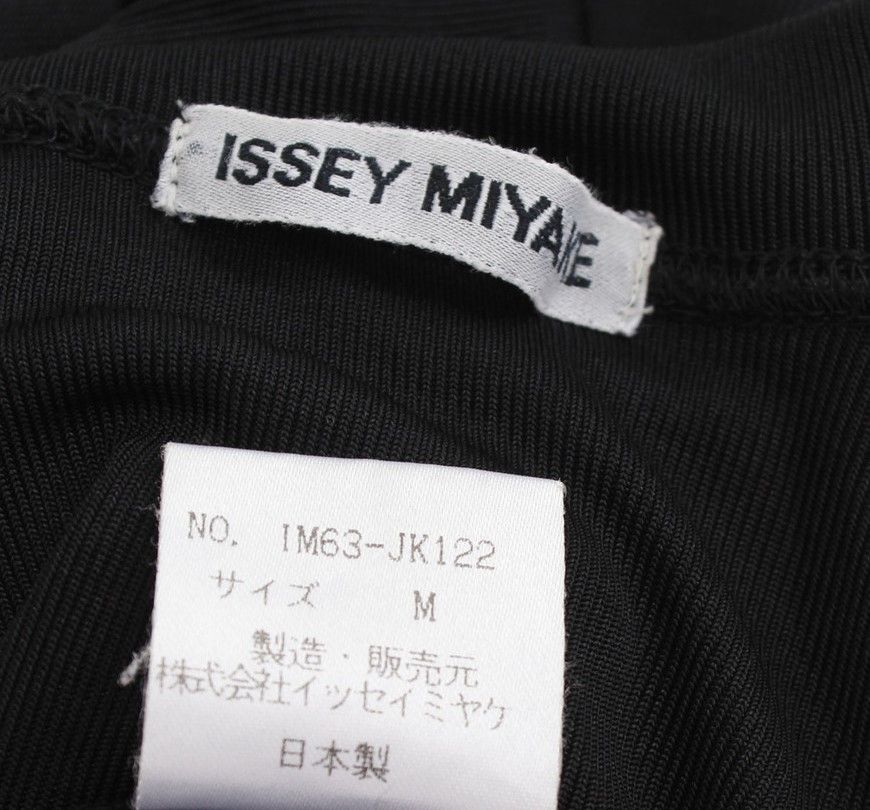 ISSEY MIYAKE
NO. IM63-JK122
サイズ M
製造・販売元
株式会社イッセイミヤケ
日本製